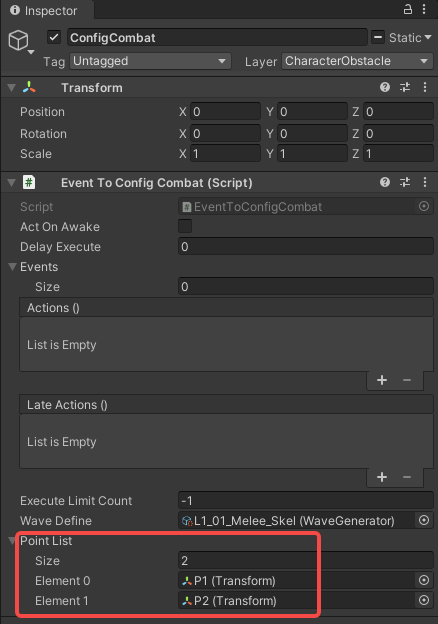 Inspector
ConfigCombat
Static
Tag Untagged Layer CharacterObstacle
Transform
Position X 0 Y 0 Z 0
Rotation X 0 Y 0 Z 0
Scale X 1 Y 1 Z 1
Event To Config Combat (Script)
Script EventToConfigCombat
Act On Awake
Delay Execute 0
Events
Size 0
Actions ()
List is Empty
+ −
Late Actions ()
List is Empty
+ −
Execute Limit Count -1
Wave Define L1_01_Melee_Skel (WaveGenerator)
Point List
Size 2
Element 0 P1 (Transform)
Element 1 P2 (Transform)